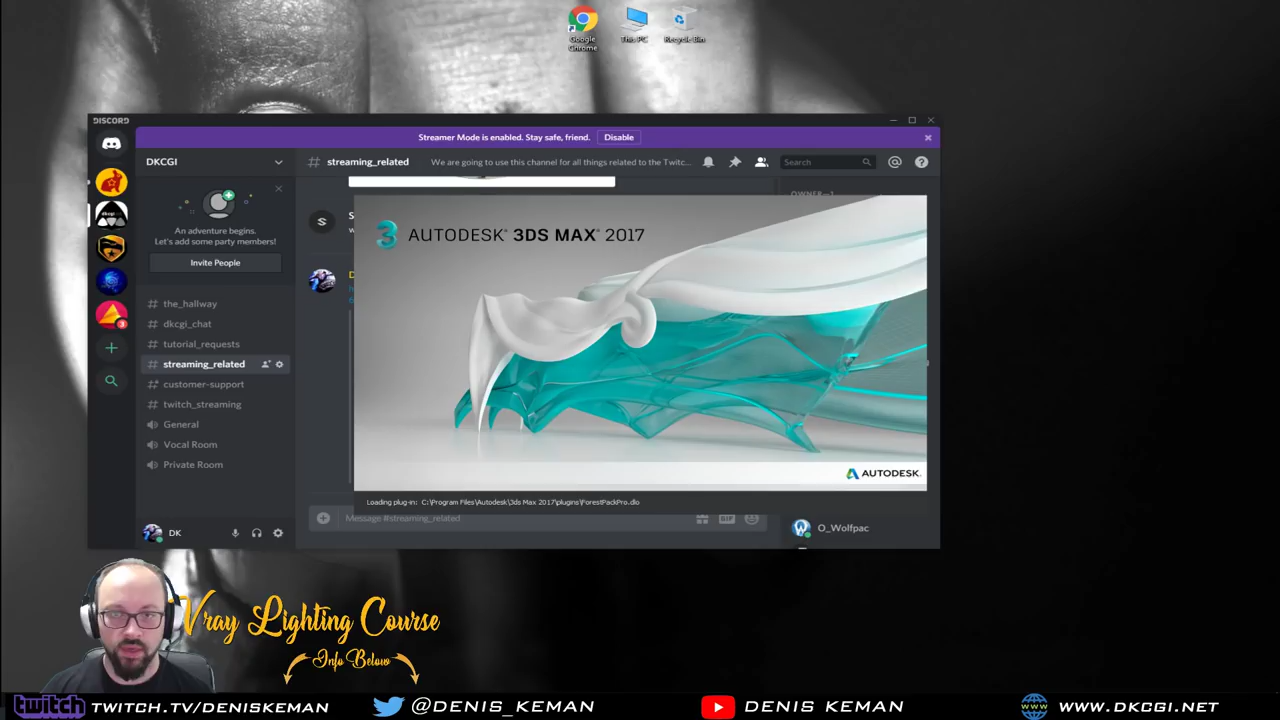 Google
Chrome
This PC
Recycle Bin
DISCORD
Streamer Mode is enabled. Stay safe, friend.
Disable
DKCGI
# streaming_related
We are going to use this channel for all things related to the Twitc...
Search
An adventure begins.
Let's add some party members!
Invite People
# the_hallway
# dkcgi_chat
# tutorial_requests
# streaming_related
# customer-support
# twitch_streaming
General
Vocal Room
Private Room
DK
OWNER—1
S
3 AUTODESK® 3DS MAX® 2017
AUTODESK.
Loading plug-in: C:\Program Files\Autodesk\3ds Max 2017\plugins\ForestPackPro.dlo
Message #streaming_related
GIF
O_Wolfpac
Vray Lighting Course
Info Below
twitch TWITCH.TV/DENISKEMAN
@DENIS_KEMAN
DENIS KEMAN
WWW.DKCGI.NET